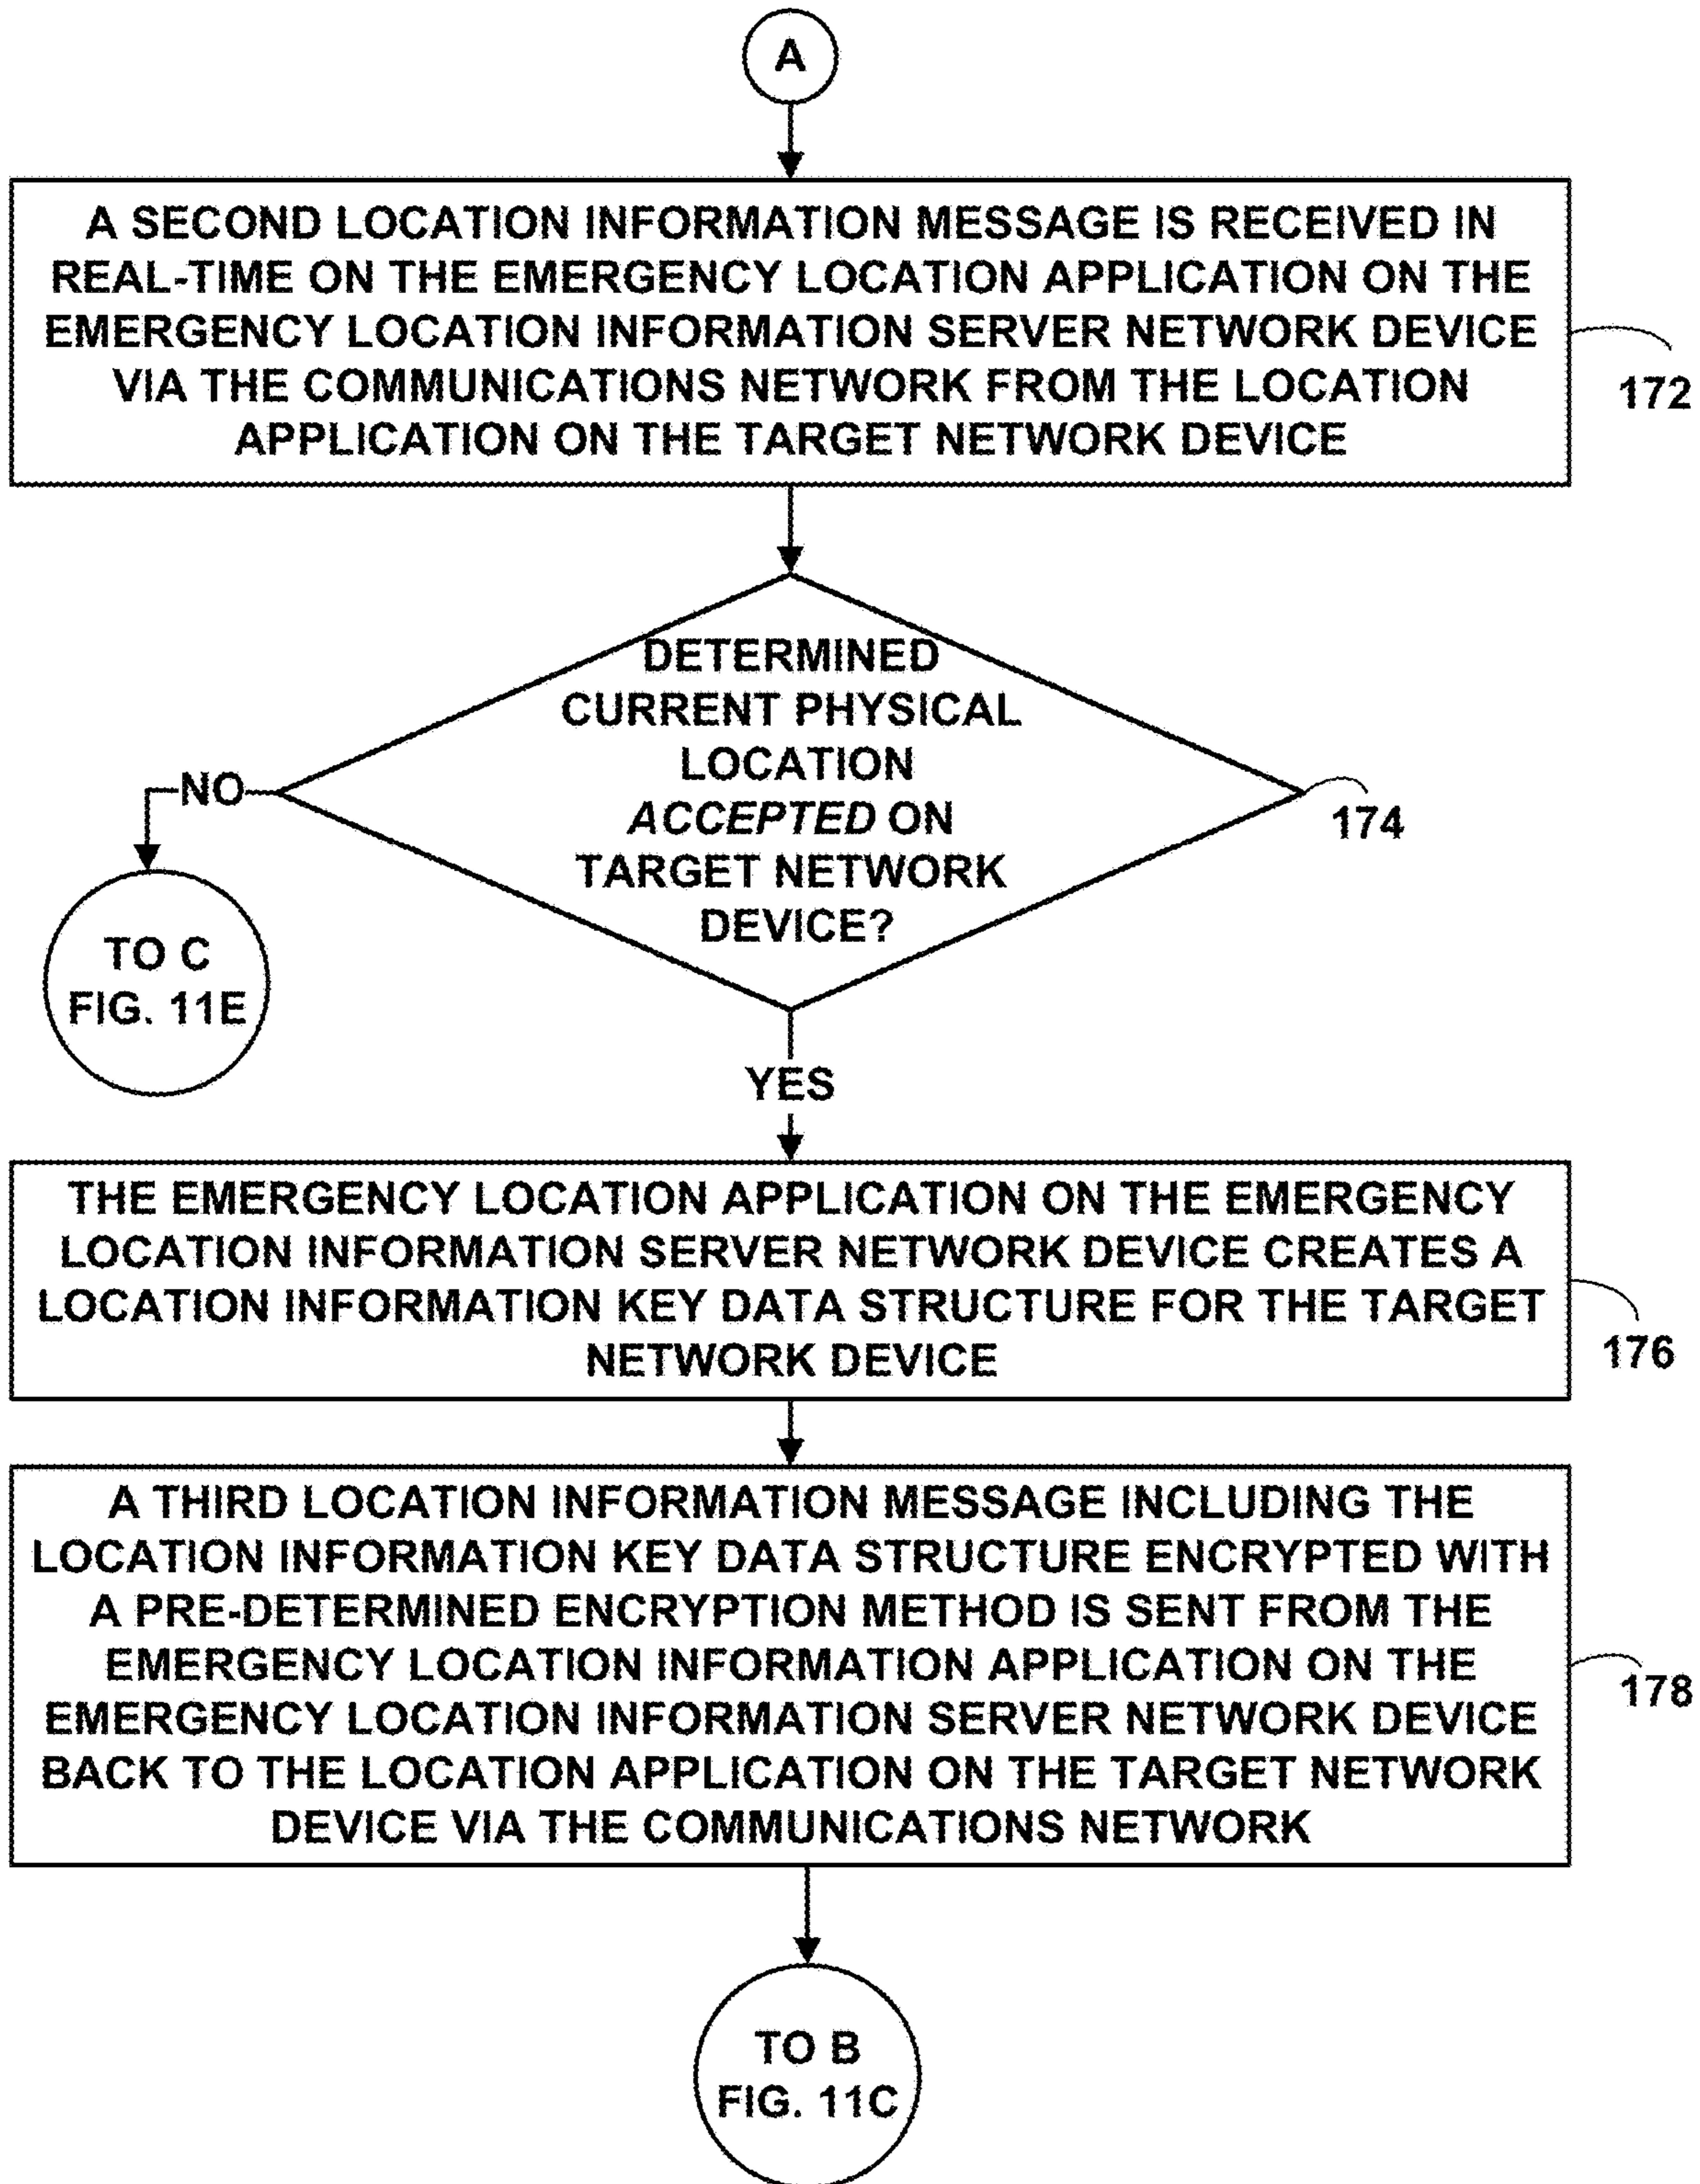 A
A SECOND LOCATION INFORMATION MESSAGE IS RECEIVED IN
REAL-TIME ON THE EMERGENCY LOCATION APPLICATION ON THE
EMERGENCY LOCATION INFORMATION SERVER NETWORK DEVICE
VIA THE COMMUNICATIONS NETWORK FROM THE LOCATION
APPLICATION ON THE TARGET NETWORK DEVICE
172
DETERMINED
CURRENT PHYSICAL
LOCATION
ACCEPTED ON
TARGET NETWORK
DEVICE?
174
NO
TO C
FIG. 11E
YES
THE EMERGENCY LOCATION APPLICATION ON THE EMERGENCY
LOCATION INFORMATION SERVER NETWORK DEVICE CREATES A
LOCATION INFORMATION KEY DATA STRUCTURE FOR THE TARGET
NETWORK DEVICE
176
A THIRD LOCATION INFORMATION MESSAGE INCLUDING THE
LOCATION INFORMATION KEY DATA STRUCTURE ENCRYPTED WITH
A PRE-DETERMINED ENCRYPTION METHOD IS SENT FROM THE
EMERGENCY LOCATION INFORMATION APPLICATION ON THE
EMERGENCY LOCATION INFORMATION SERVER NETWORK DEVICE
BACK TO THE LOCATION APPLICATION ON THE TARGET NETWORK
DEVICE VIA THE COMMUNICATIONS NETWORK
178
TO B
FIG. 11C